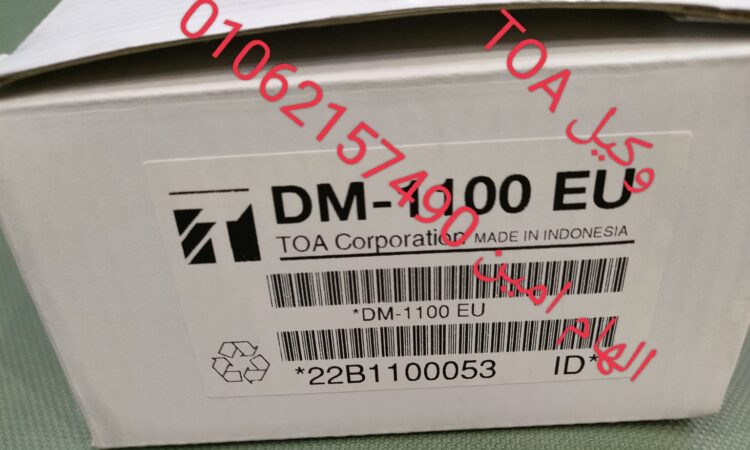 وكيل TOA
الهام امين 01062157490
DM-1100 EU
TOA Corporation MADE IN INDONESIA
*DM-1100 EU
*22B1100053 ID*